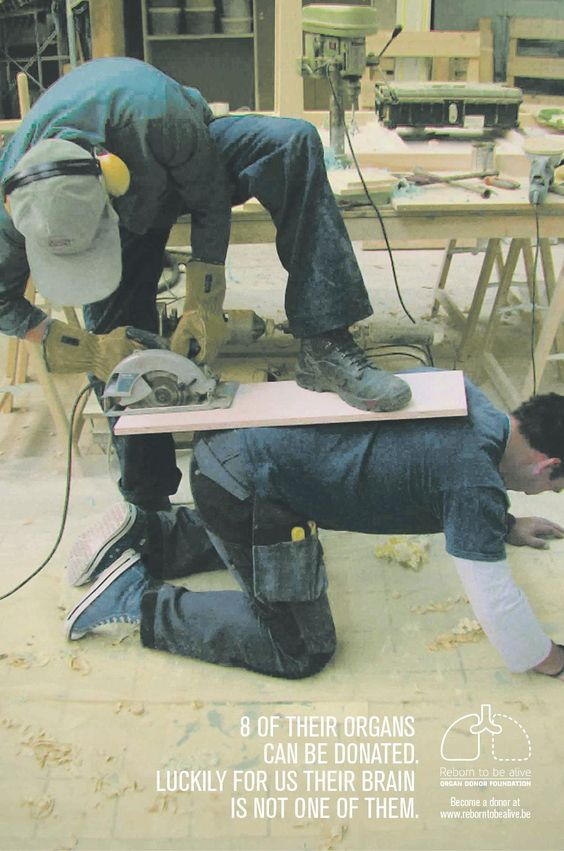 8 OF THEIR ORGANS
CAN BE DONATED.
LUCKILY FOR US THEIR BRAIN
IS NOT ONE OF THEM.
Reborn to be alive
ORGAN DONOR FOUNDATION
Become a donor at
www.reborntobealive.be